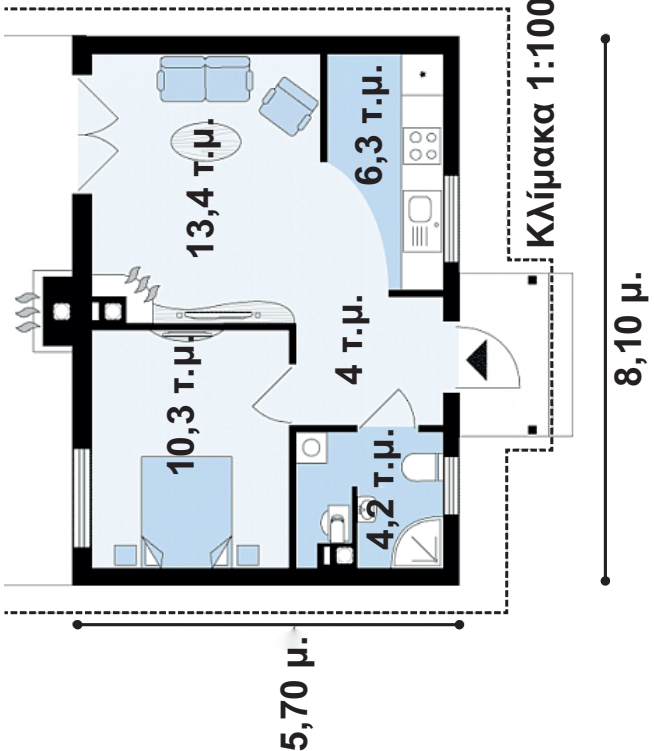 Κλίμακα 1:100
13,4 τ.μ.
6,3 τ.μ.
4 τ.μ.
10,3 τ.μ.
4,2 τ.μ.
8,10 μ.
5,70 μ.